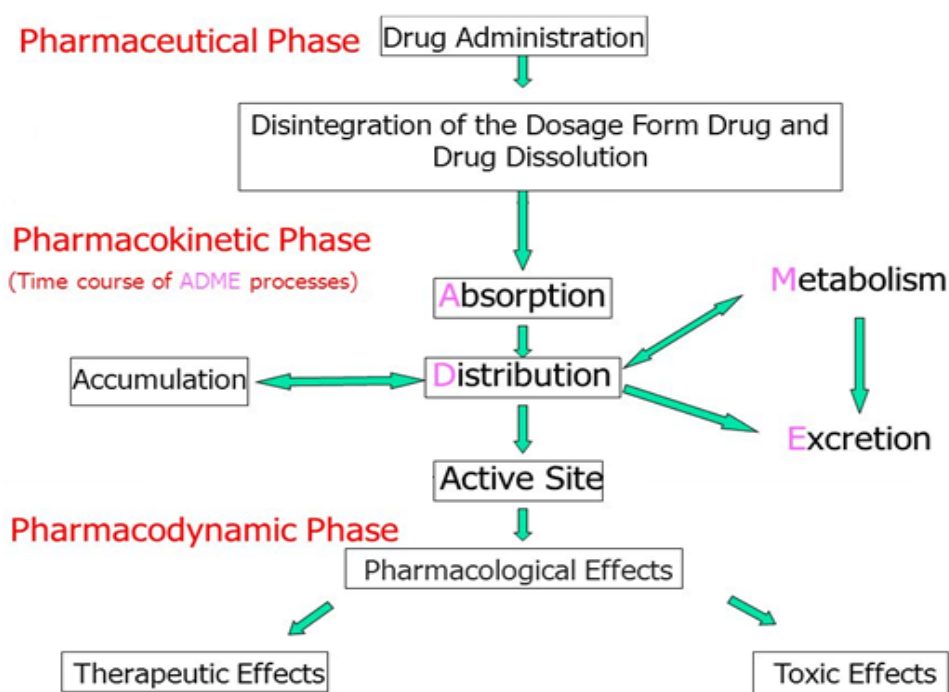 Pharmaceutical Phase
Drug Administration
Disintegration of the Dosage Form Drug and
Drug Dissolution
Pharmacokinetic Phase
(Time course of ADME processes)
Absorption
Metabolism
Accumulation
Distribution
Excretion
Active Site
Pharmacodynamic Phase
Pharmacological Effects
Therapeutic Effects
Toxic Effects